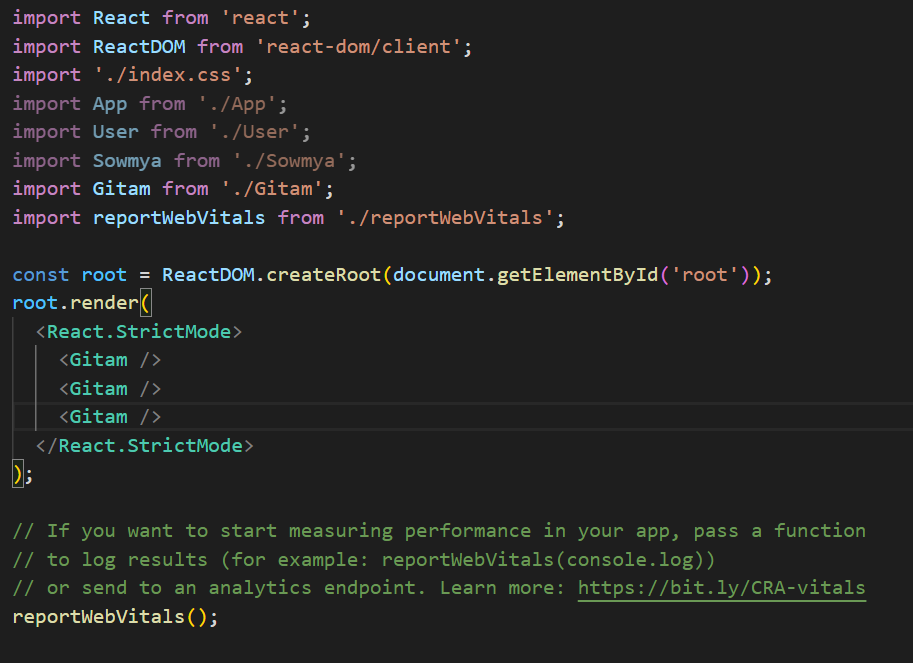 import React from 'react';
import ReactDOM from 'react-dom/client';
import './index.css';
import App from './App';
import User from './User';
import Sowmya from './Sowmya';
import Gitam from './Gitam';
import reportWebVitals from './reportWebVitals';

const root = ReactDOM.createRoot(document.getElementById('root'));
root.render(
  <React.StrictMode>
    <Gitam />
    <Gitam />
    <Gitam />
  </React.StrictMode>
);

// If you want to start measuring performance in your app, pass a function
// to log results (for example: reportWebVitals(console.log))
// or send to an analytics endpoint. Learn more: https://bit.ly/CRA-vitals
reportWebVitals();